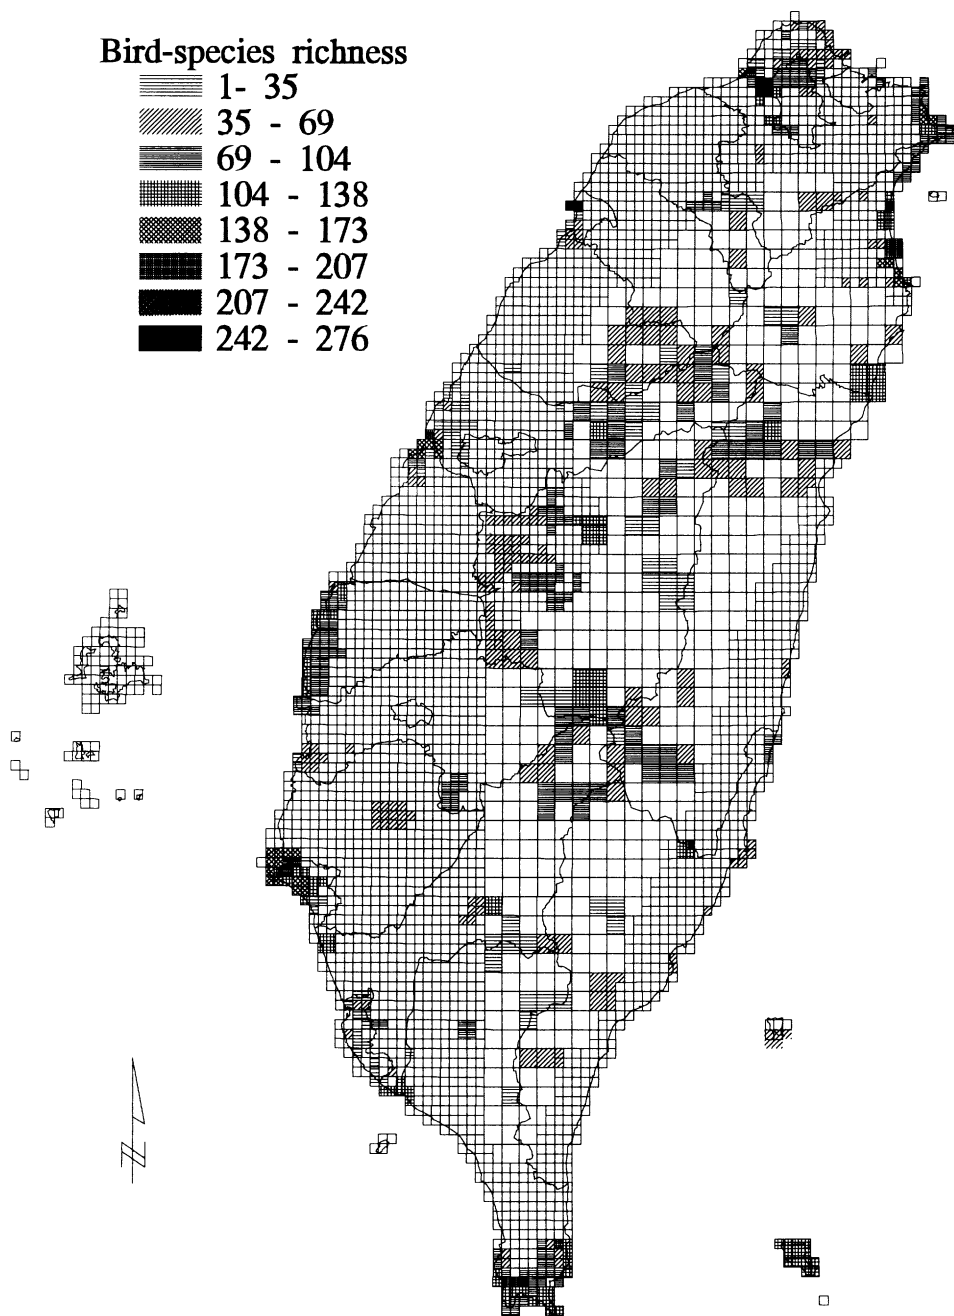 Bird-species richness
1- 35
35 - 69
69 - 104
104 - 138
138 - 173
173 - 207
207 - 242
242 - 276
N